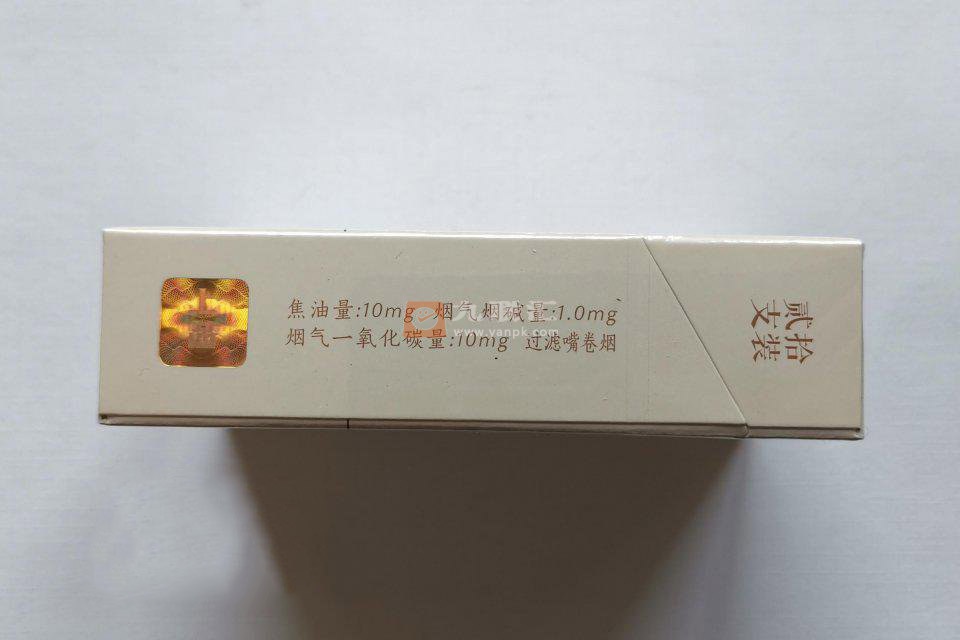 焦油量:10mg 烟气烟碱量:1.0mg
烟气一氧化碳量:10mg 过滤嘴卷烟
贰拾
支装
www.yanpk.com